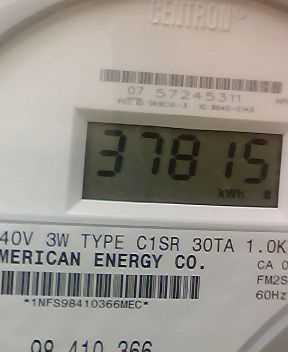 CENTRON®
07 57245311
37815
kWh
40V 3W TYPE C1SR 30TA 1.0K
MERICAN ENERGY CO.
CA 0
FM2S
60Hz
*1NFS98410366MEC*
98 410 366